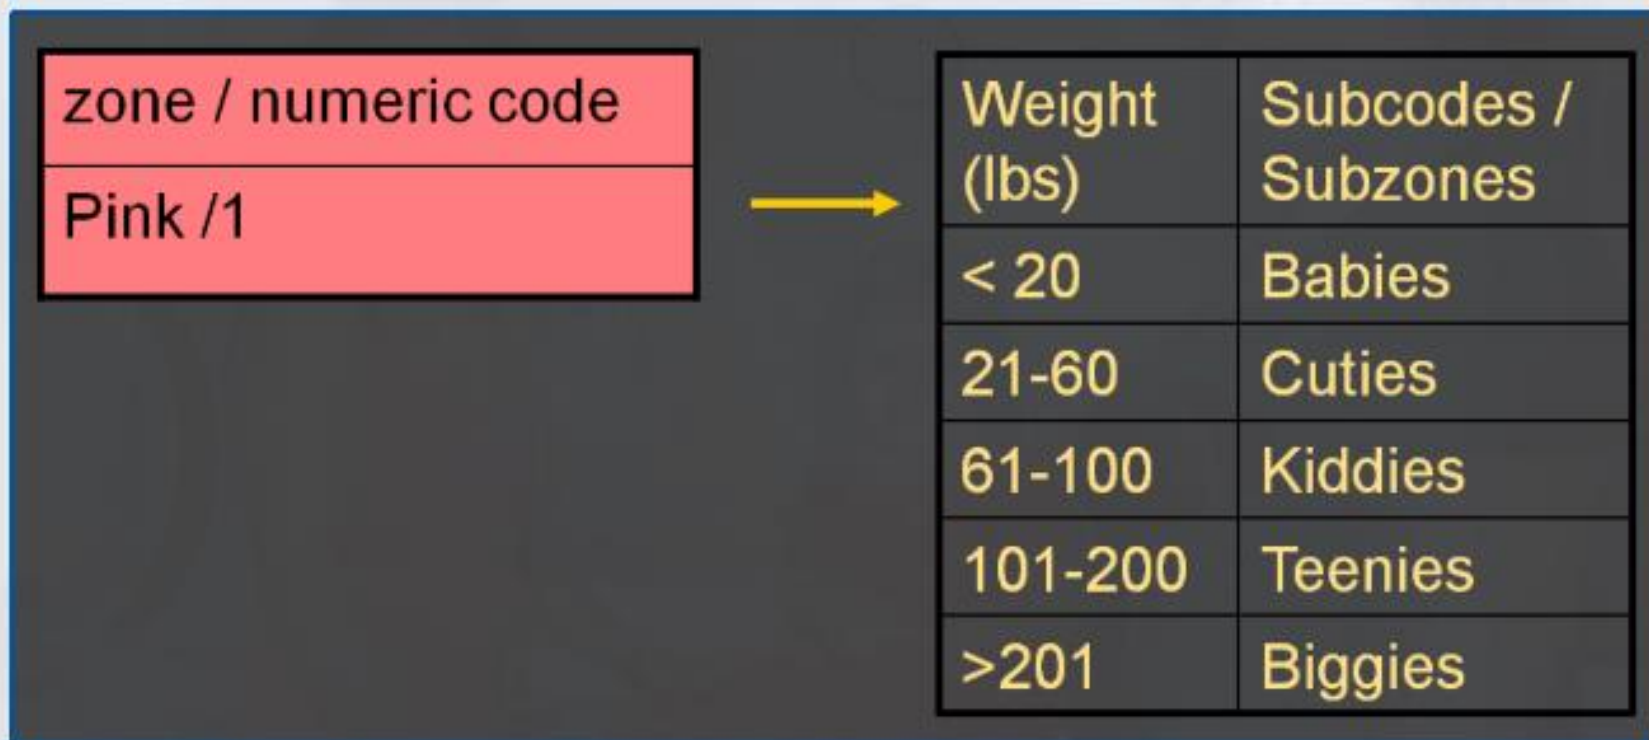 zone / numeric code
Pink /1
Weight
(lbs)
Subcodes /
Subzones
< 20
Babies
21-60
Cuties
61-100
Kiddies
101-200
Teenies
>201
Biggies